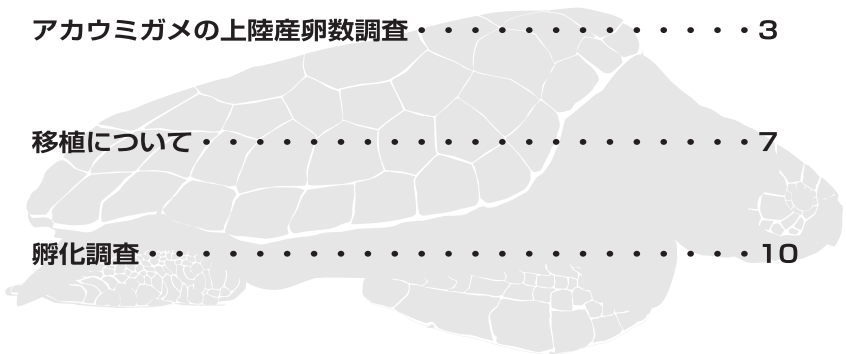 アカウミガメの上陸産卵数調査・・・・・・・・・・・・・3
移植について・・・・・・・・・・・・・・・・・・・・・7
孵化調査・・・・・・・・・・・・・・・・・・・・・・・10